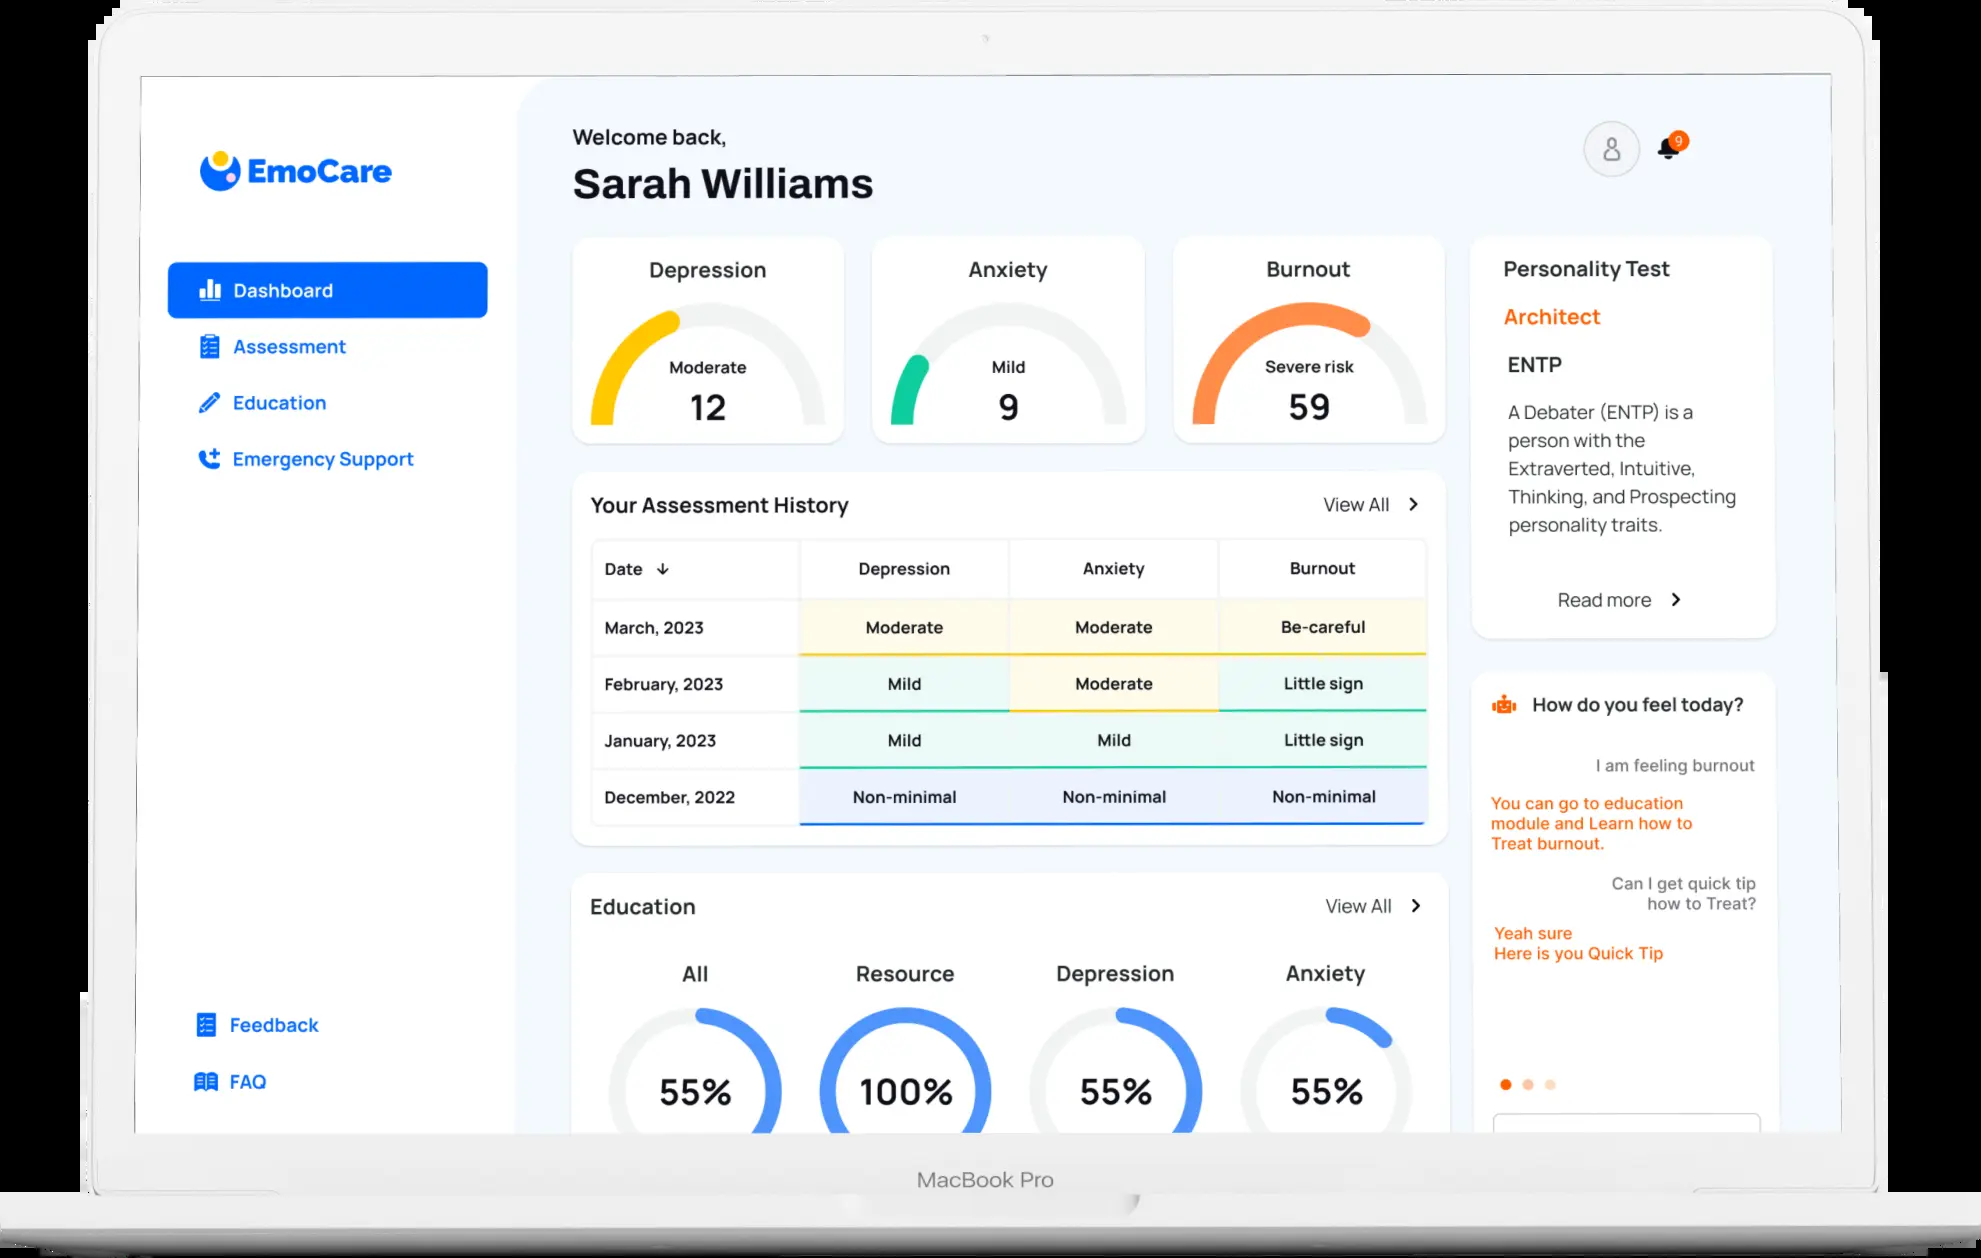 EmoCare
Dashboard
Assessment
Education
Emergency Support
Feedback
FAQ
Welcome back,
Sarah Williams
9
Depression
Moderate
12
Anxiety
Mild
9
Burnout
Severe risk
59
Your Assessment History
View All
Date Depression Anxiety Burnout
March, 2023 Moderate Moderate Be-careful
February, 2023 Mild Moderate Little sign
January, 2023 Mild Mild Little sign
December, 2022 Non-minimal Non-minimal Non-minimal
Education
View All
All Resource Depression Anxiety
55% 100% 55% 55%
Personality Test
Architect
ENTP
A Debater (ENTP) is a
person with the
Extraverted, Intuitive,
Thinking, and Prospecting
personality traits.
Read more
How do you feel today?
I am feeling burnout
You can go to education
module and Learn how to
Treat burnout.
Can I get quick tip
how to Treat?
Yeah sure
Here is you Quick Tip
MacBook Pro